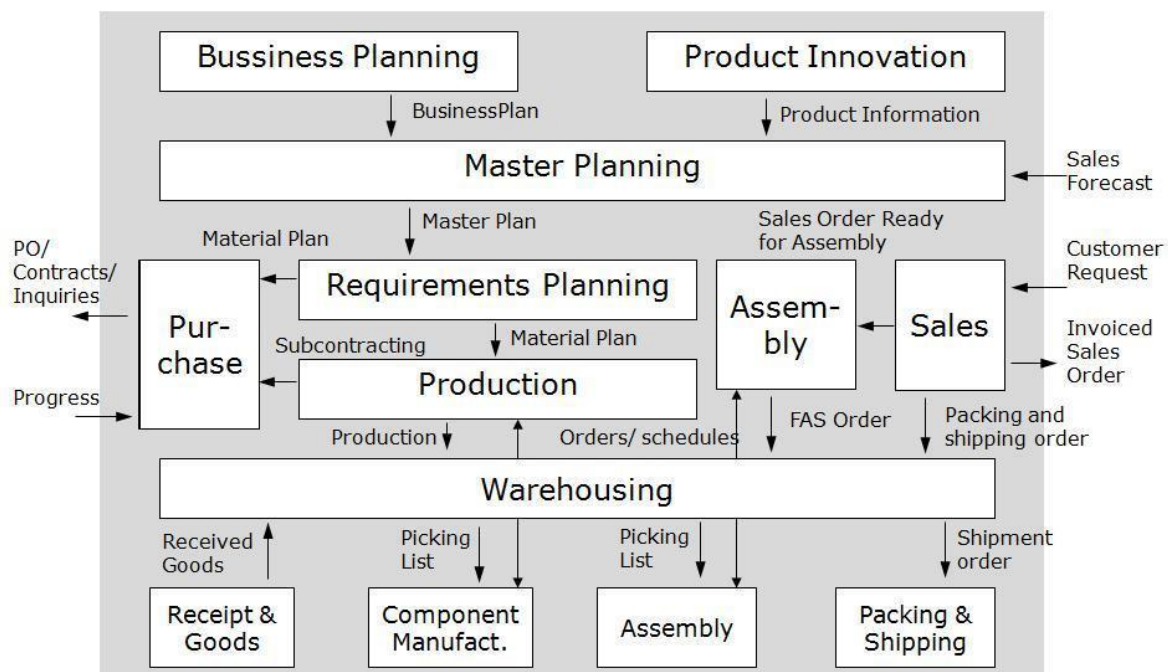 Bussiness Planning
Product Innovation
BusinessPlan
Product Information
Master Planning
Sales
Forecast
Master Plan
Sales Order Ready
for Assembly
Material Plan
PO/
Contracts/
Inquiries
Customer
Request
Requirements Planning
Pur-
chase
Assem-
bly
Sales
Invoiced
Sales
Order
Subcontracting
Material Plan
Production
Progress
Production
Orders/ schedules
FAS Order
Packing and
shipping order
Warehousing
Received
Goods
Picking
List
Picking
List
Shipment
order
Receipt &
Goods
Component
Manufact.
Assembly
Packing &
Shipping